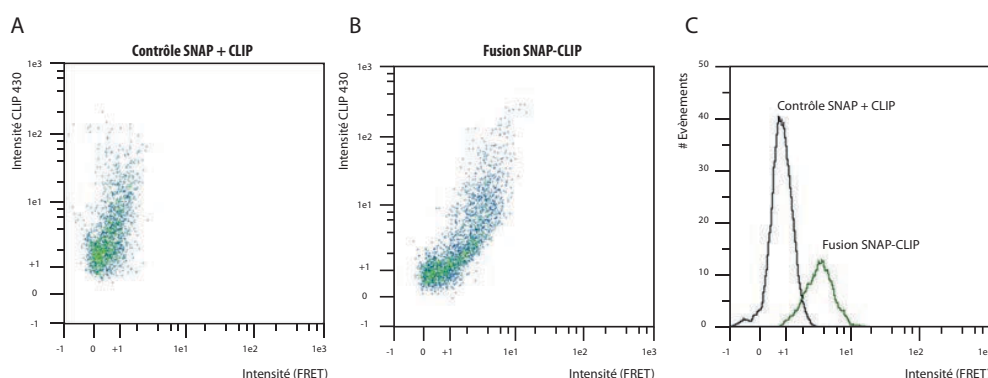 A
Contrôle SNAP + CLIP
Intensité CLIP 430
1e3
1e2
1e1
+1
0
-1
-1 0 +1 1e1 1e2 1e3
Intensité (FRET)
B
Fusion SNAP-CLIP
Intensité CLIP 430
1e3
1e2
1e1
+1
0
-1
-1 0 +1 1e1 1e2 1e3
Intensité (FRET)
C
# Evènements
50
40
30
20
10
0
Contrôle SNAP + CLIP
Fusion SNAP-CLIP
-1 0 +1 1e1 1e2 1e3
Intensité (FRET)